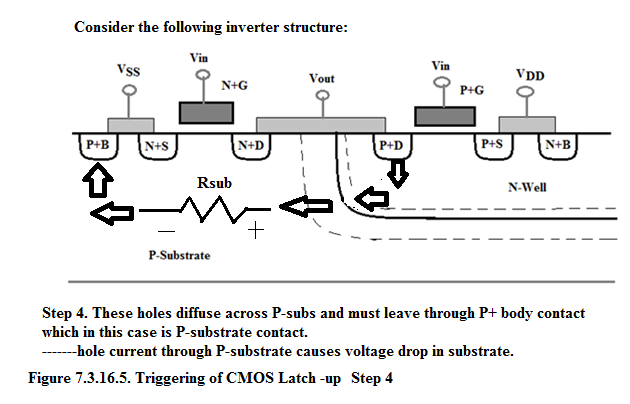 Consider the following inverter structure:
VSS
Vin
N+G
Vout
Vin
P+G
VDD
P+B
N+S
N+D
P+D
P+S
N+B
Rsub
N-Well
− +
P-Substrate
Step 4. These holes diffuse across P-subs and must leave through P+ body contact
which in this case is P-substrate contact.
-------hole current through P-substrate causes voltage drop in substrate.
Figure 7.3.16.5. Triggering of CMOS Latch -up Step 4